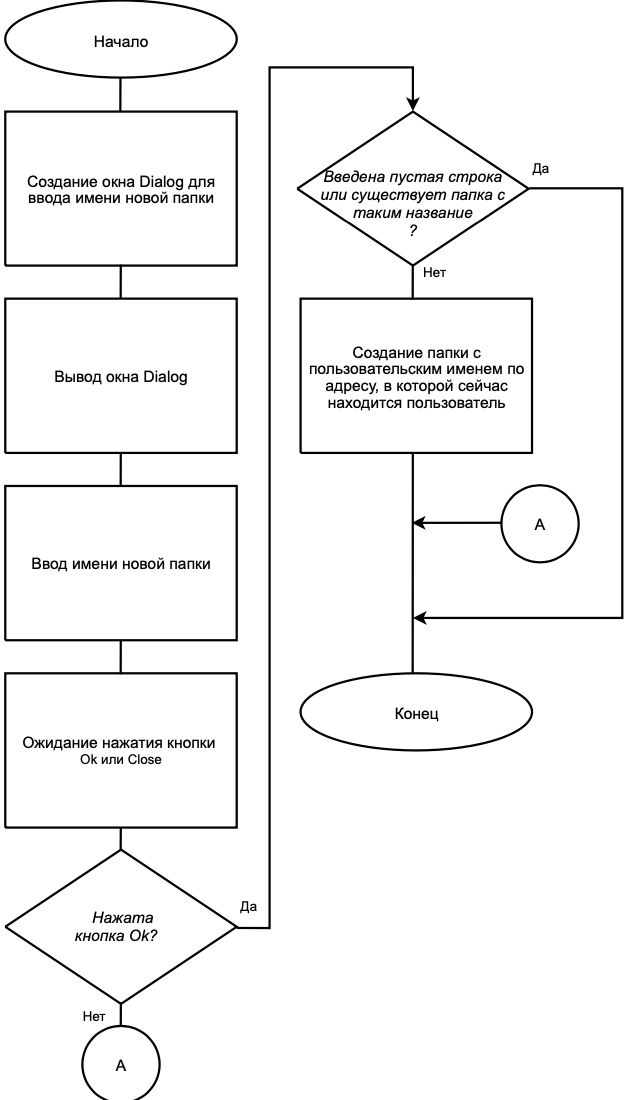 Начало
Создание окна Dialog для
ввода имени новой папки
Вывод окна Dialog
Ввод имени новой папки
Ожидание нажатия кнопки
Ok или Close
Нажата
кнопка Ok?
Да
Нет
А
Введена пустая строка
или существует папка с
таким название
?
Да
Нет
Создание папки с
пользовательским именем по
адресу, в которой сейчас
находится пользователь
А
Конец